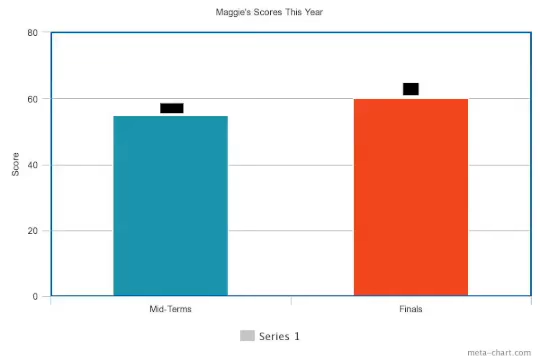 Maggie's Scores This Year
80
60
40
20
0
Score
Mid-Terms
Finals
Series 1
meta-chart.com